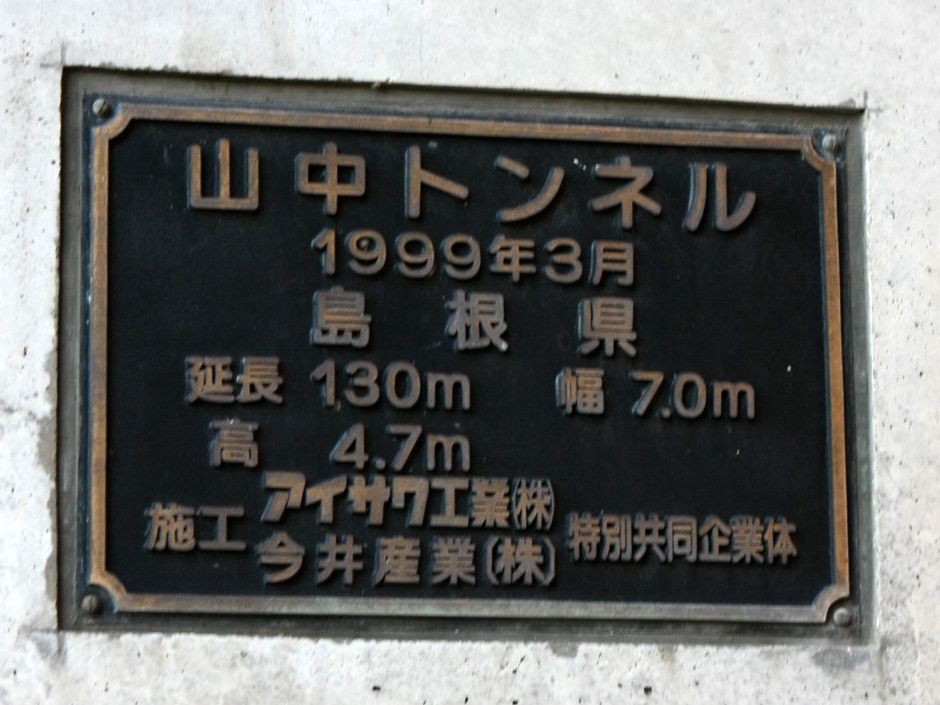 山中トンネル
1999年3月
島根県
延長 130m 幅 7.0m
高 4.7m
施工 アイサワ工業㈱ 特別共同企業体
今井産業(株)